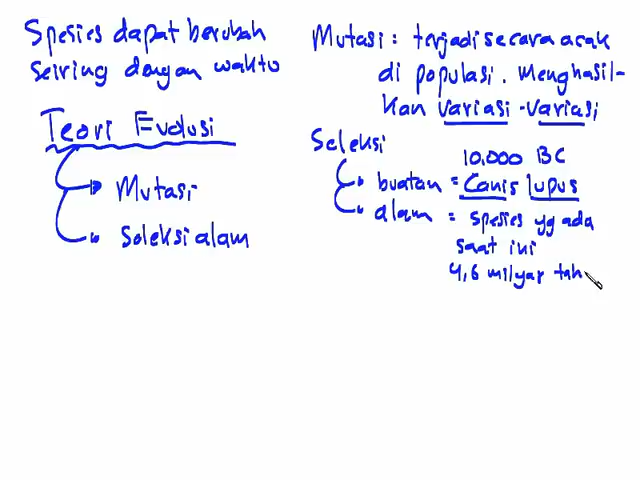 Spesies dapat berubah
seiring dengan waktu
Teori Evolusi
Mutasi
Seleksi alam
Mutasi : terjadi secara acak
di populasi. Menghasil-
kan variasi-variasi
Seleksi
10.000 BC
buatan = Canis lupus
alam = spesies yg ada
saat ini
4,6 milyar tah